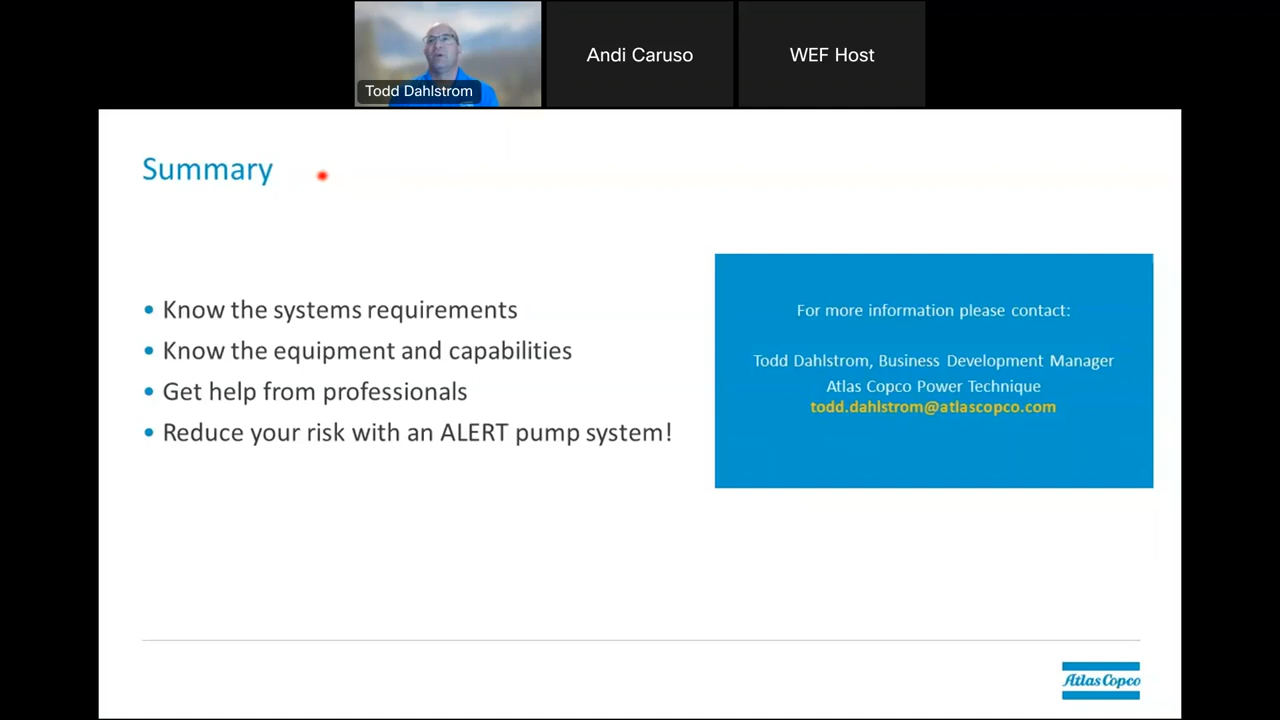 Todd Dahlstrom
Andi Caruso
WEF Host
Summary
• Know the systems requirements
• Know the equipment and capabilities
• Get help from professionals
• Reduce your risk with an ALERT pump system!
For more information please contact:
Todd Dahlstrom, Business Development Manager
Atlas Copco Power Technique
todd.dahlstrom@atlascopco.com
Atlas Copco